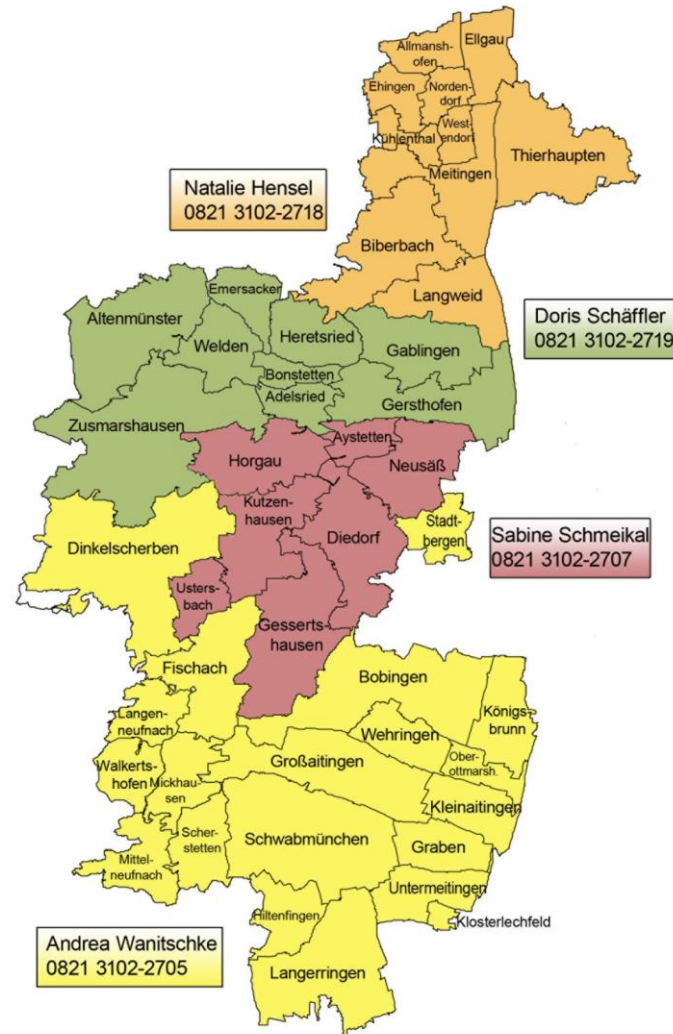 Allmans-
hofen
Ellgau
Ehingen
Norden-
dorf
Kühlenthal
West-
endorf
Thierhaupten
Meitingen
Natalie Hensel
0821 3102-2718
Biberbach
Langweid
Emersacker
Altenmünster
Heretsried
Doris Schäffler
0821 3102-2719
Welden
Gablingen
Bonstetten
Adelsried
Gersthofen
Zusmarshausen
Aystetten
Horgau
Neusäß
Kutzen-
hausen
Stadt-
bergen
Diedorf
Sabine Schmeikal
0821 3102-2707
Dinkelscherben
Usters-
bach
Gesserts-
hausen
Fischach
Bobingen
Königs-
brunn
Langen-
neufnach
Wehringen
Großaitingen
Ober-
ottmarsh.
Walkerts-
hofen
Mickhau-
sen
Kleinaitingen
Scher-
stetten
Schwabmünchen
Graben
Mittel-
neufnach
Untermeitingen
Hiltenfingen
Klosterlechfeld
Andrea Wanitschke
0821 3102-2705
Langerringen